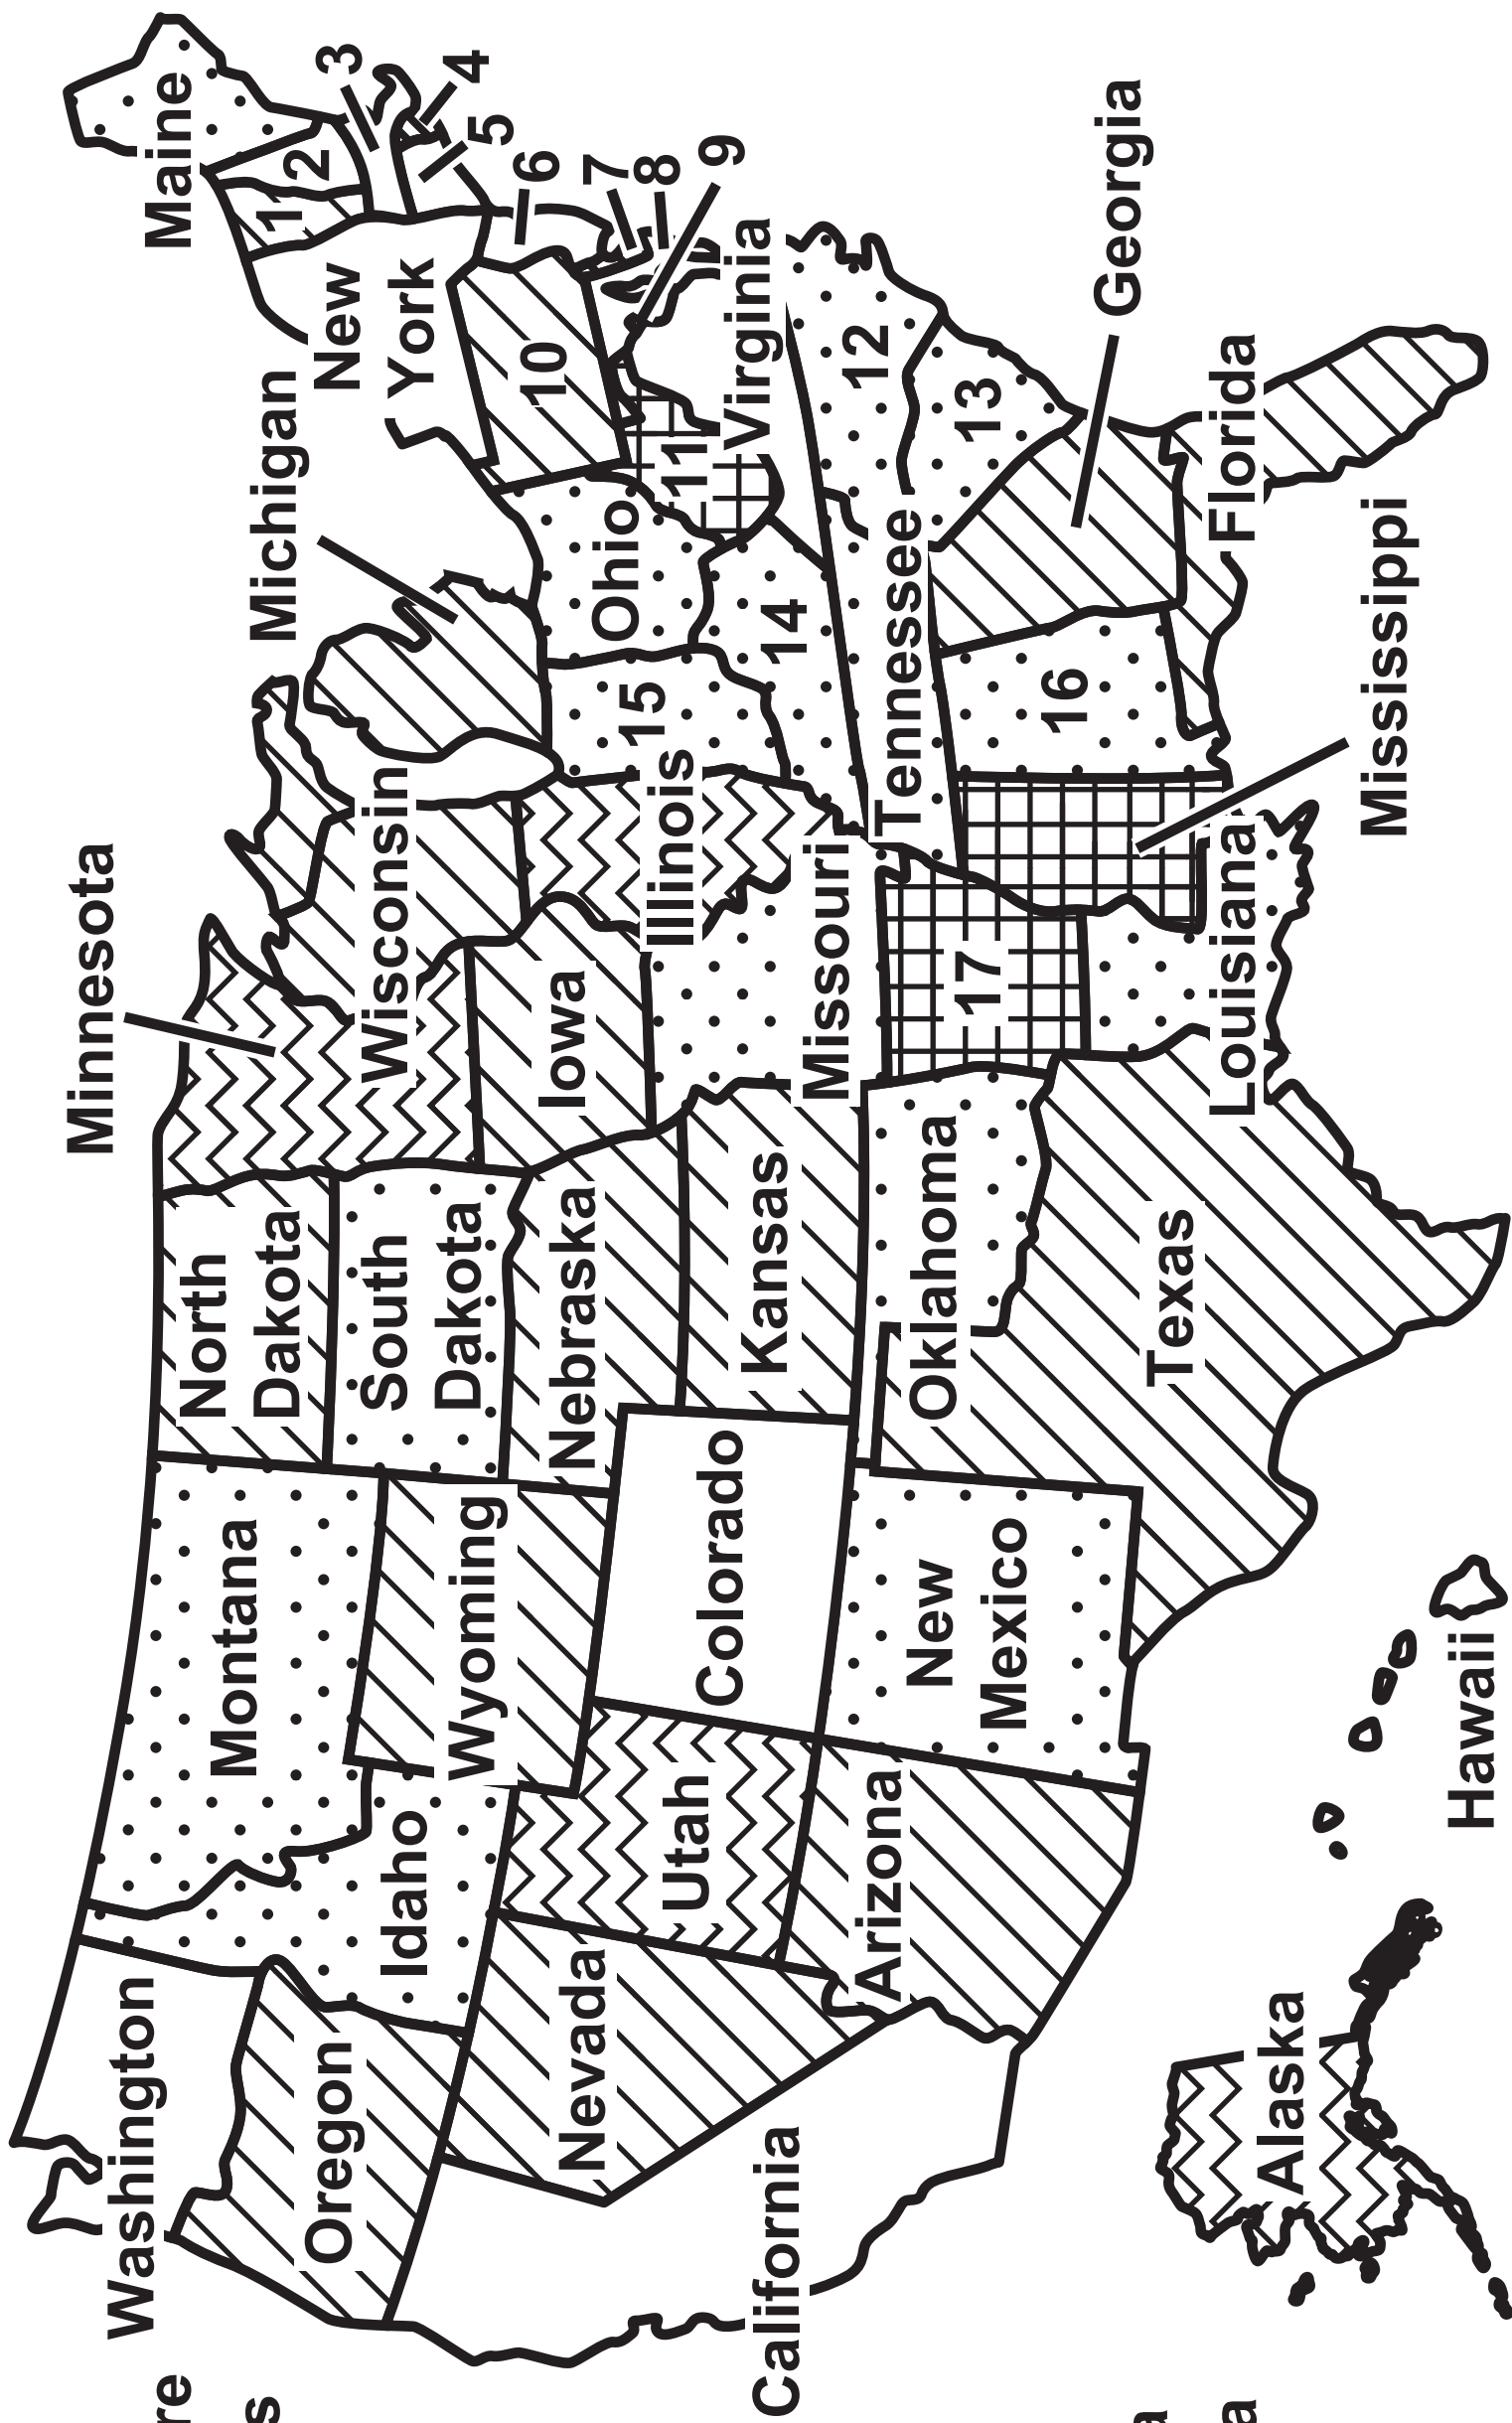 Washington
Oregon
California
Nevada
Idaho
Montana
Wyoming
Utah
Arizona
Colorado
New
Mexico
North
Dakota
South
Dakota
Nebraska
Kansas
Oklahoma
Texas
Minnesota
Iowa
Missouri
17
Louisiana
Wisconsin
Illinois
Michigan
15
Ohio
14
Tennessee
Mississippi
16
Georgia
Florida
13
12
Virginia
11
10
New
York
Maine
1
2
3
4
5
6
7
8
9
Alaska
Hawaii
re
s
a
a